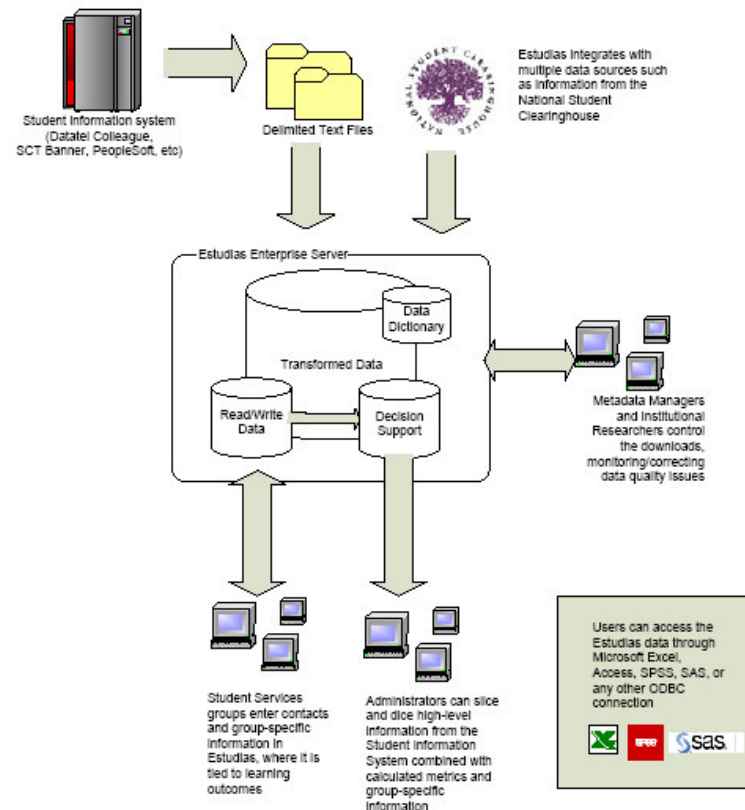 Estudias integrates with
multiple data sources such
as information from the
National Student
Clearinghouse
NATIONAL STUDENT CLEARINGHOUSE
Student Information system
(Datatel Colleague,
SCT Banner, PeopleSoft, etc)
Delimited Text Files
Estudias Enterprise Server
Data
Dictionary
Transformed Data
Read/Write
Data
Decision
Support
Metadata Managers
and Institutional
Researchers control
the downloads,
monitoring/correcting
data quality issues
Student Services
groups enter contacts
and group-specific
information in
Estudias, where it is
tied to learning
outcomes
Administrators can slice
and dice high-level
information from the
Student Information
System combined with
calculated metrics and
group-specific
information
Users can access the
Estudias data through
Microsoft Excel,
Access, SPSS, SAS, or
any other ODBC
connection
SPSS
sas